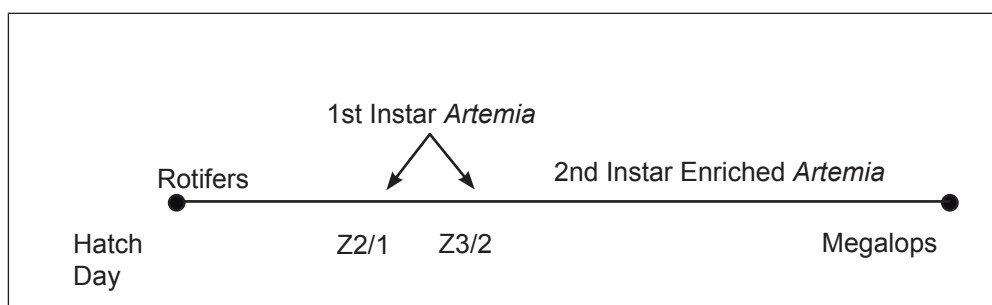 1st Instar Artemia
Rotifers
2nd Instar Enriched Artemia
Hatch
Day
Z2/1
Z3/2
Megalops